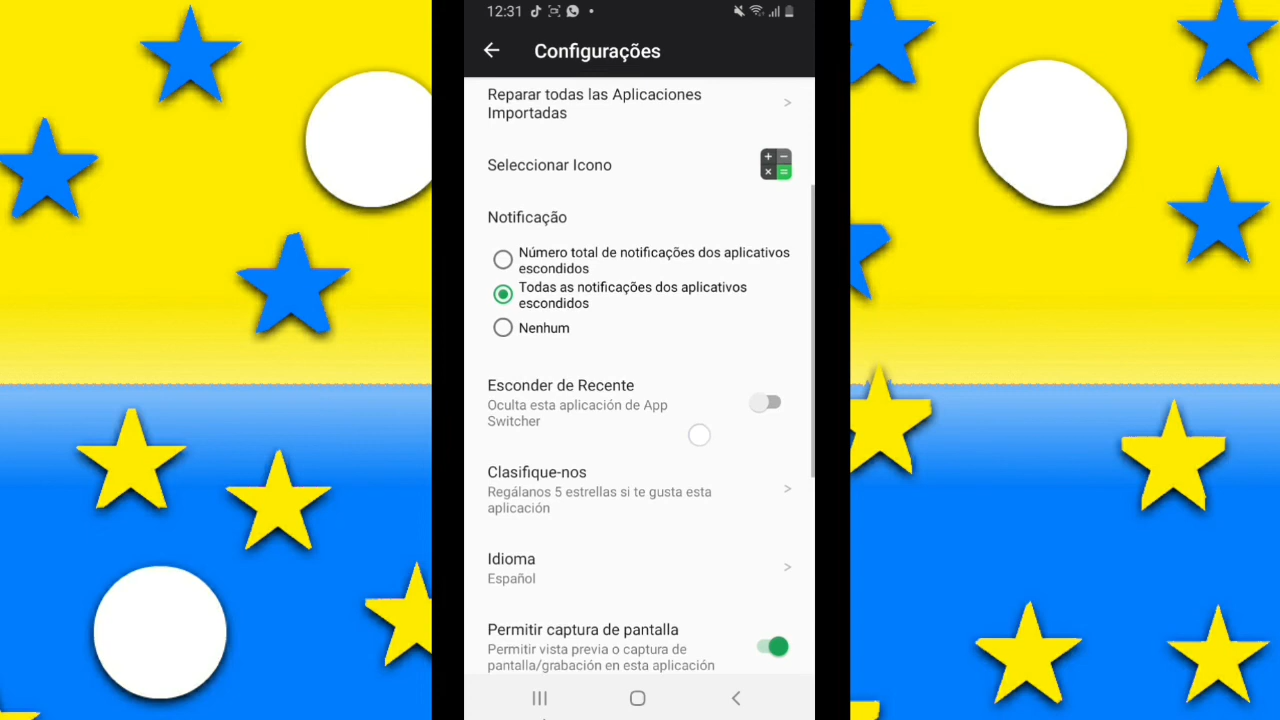 12:31
Configurações
Reparar todas las Aplicaciones
Importadas
>
Seleccionar Icono
Notificação
Número total de notificações dos aplicativos
escondidos
Todas as notificações dos aplicativos
escondidos
Nenhum
Esconder de Recente
Oculta esta aplicación de App
Switcher
Clasifique-nos
Regálanos 5 estrellas si te gusta esta
aplicación
>
Idioma
Español
>
Permitir captura de pantalla
Permitir vista previa o captura de
pantalla/grabación en esta aplicación